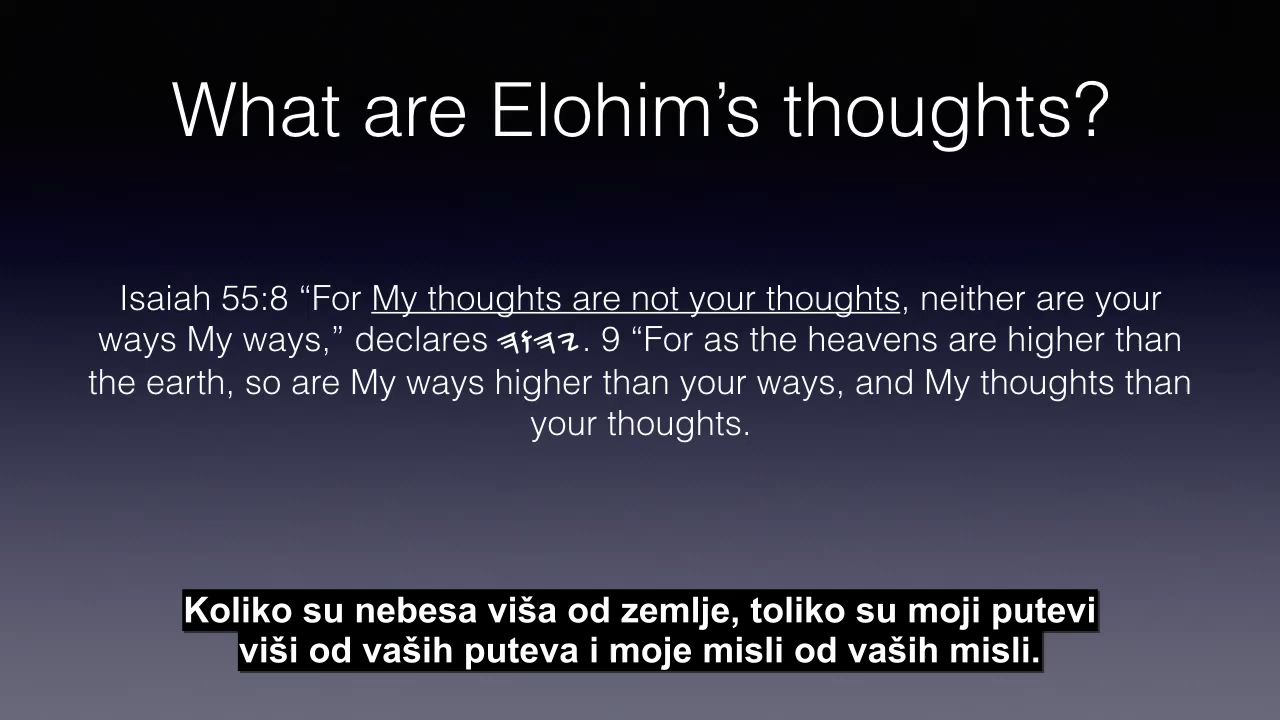 What are Elohim’s thoughts?
Isaiah 55:8 “For My thoughts are not your thoughts, neither are your
ways My ways,” declares 𐤉𐤄𐤅𐤄. 9 “For as the heavens are higher than
the earth, so are My ways higher than your ways, and My thoughts than
your thoughts.
Koliko su nebesa viša od zemlje, toliko su moji putevi
viši od vaših puteva i moje misli od vaših misli.